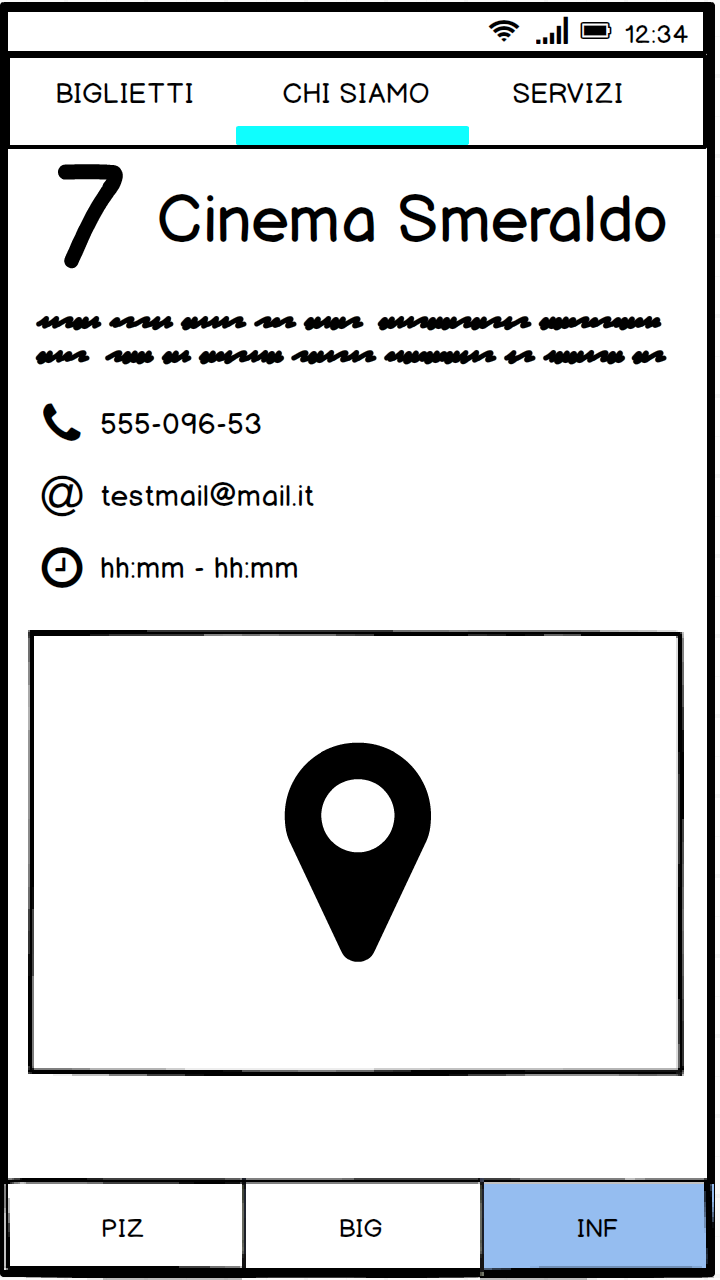 12:34
BIGLIETTI CHI SIAMO SERVIZI
7 Cinema Smeraldo
555-096-53
@ testmail@mail.it
hh:mm - hh:mm
PIZ BIG INF